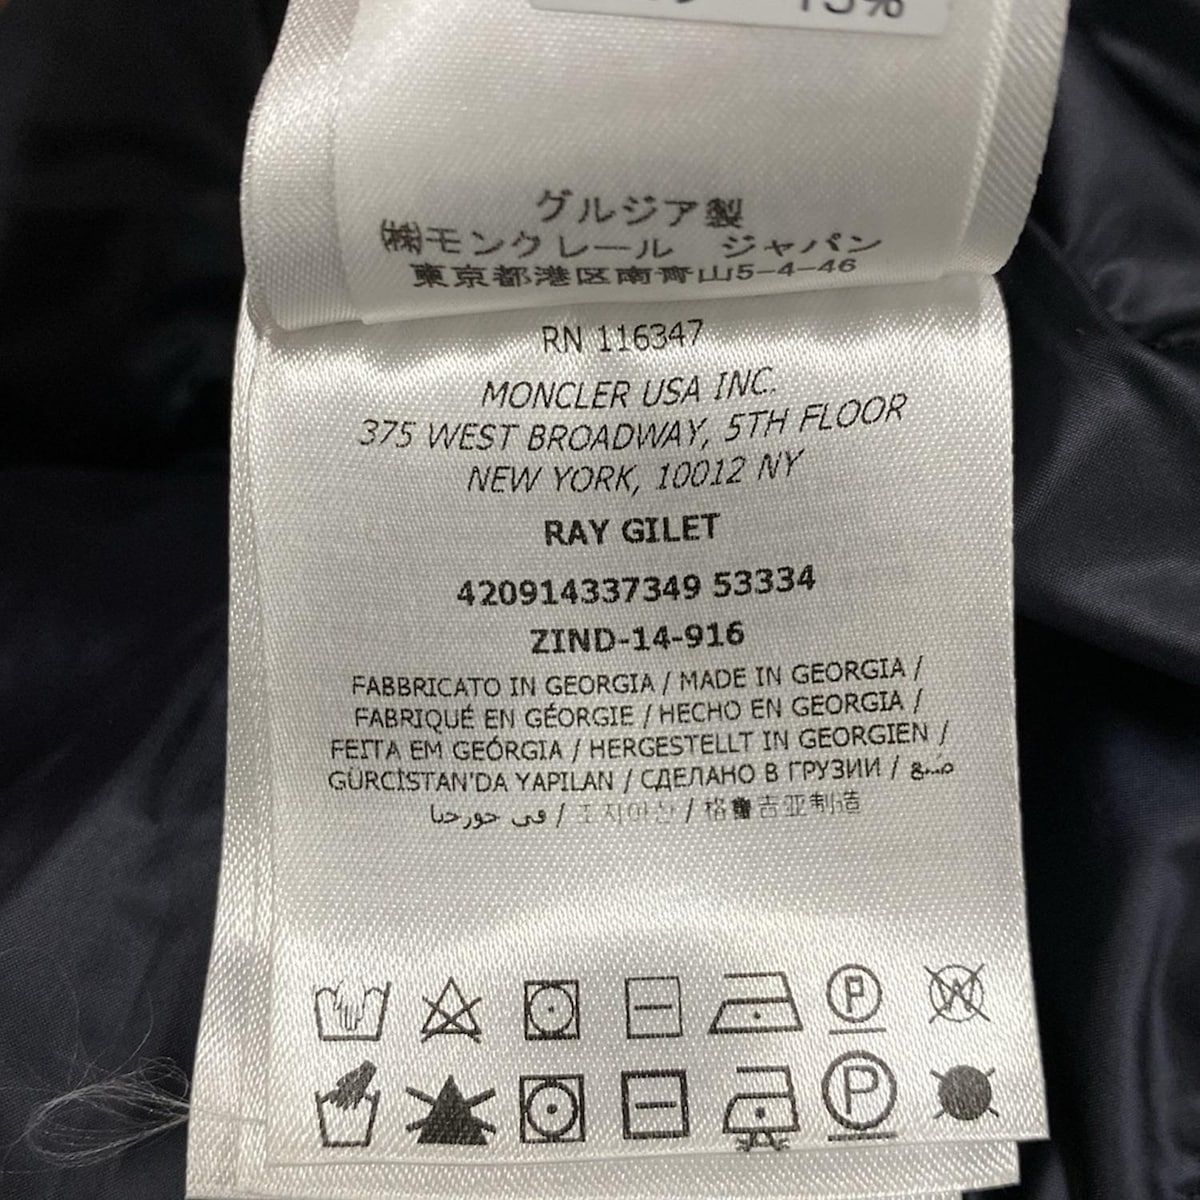 15%
グルジア製
㈱モンクレール ジャパン
東京都港区南青山5-4-46
RN 116347
MONCLER USA INC.
375 WEST BROADWAY, 5TH FLOOR
NEW YORK, 10012 NY
RAY GILET
420914337349 53334
ZIND-14-916
FABBRICATO IN GEORGIA / MADE IN GEORGIA /
FABRIQUÉ EN GÉORGIE / HECHO EN GEORGIA /
FEITA EM GEÓRGIA / HERGESTELLT IN GEORGIEN /
GÜRCİSTAN'DA YAPILAN / СДЕЛАНО В ГРУЗИИ / صنع
في جورجيا / 조지아산 / 格鲁吉亚制造
P W
P